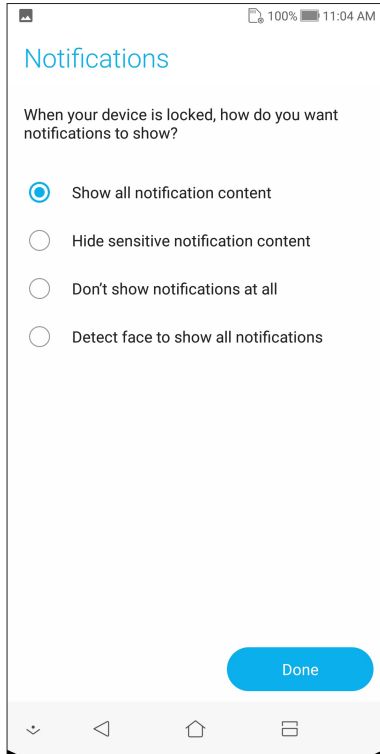 100% 11:04 AM
Notifications
When your device is locked, how do you want
notifications to show?
Show all notification content
Hide sensitive notification content
Don't show notifications at all
Detect face to show all notifications
Done